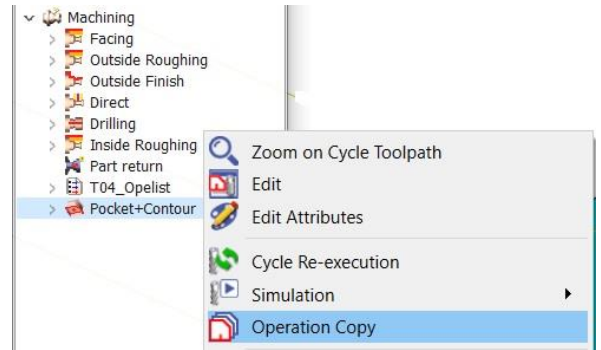 Machining
Facing
Outside Roughing
Outside Finish
Direct
Drilling
Inside Roughing
Part return
T04_Opelist
Pocket+Contour
Zoom on Cycle Toolpath
Edit
Edit Attributes
Cycle Re-execution
Simulation
Operation Copy